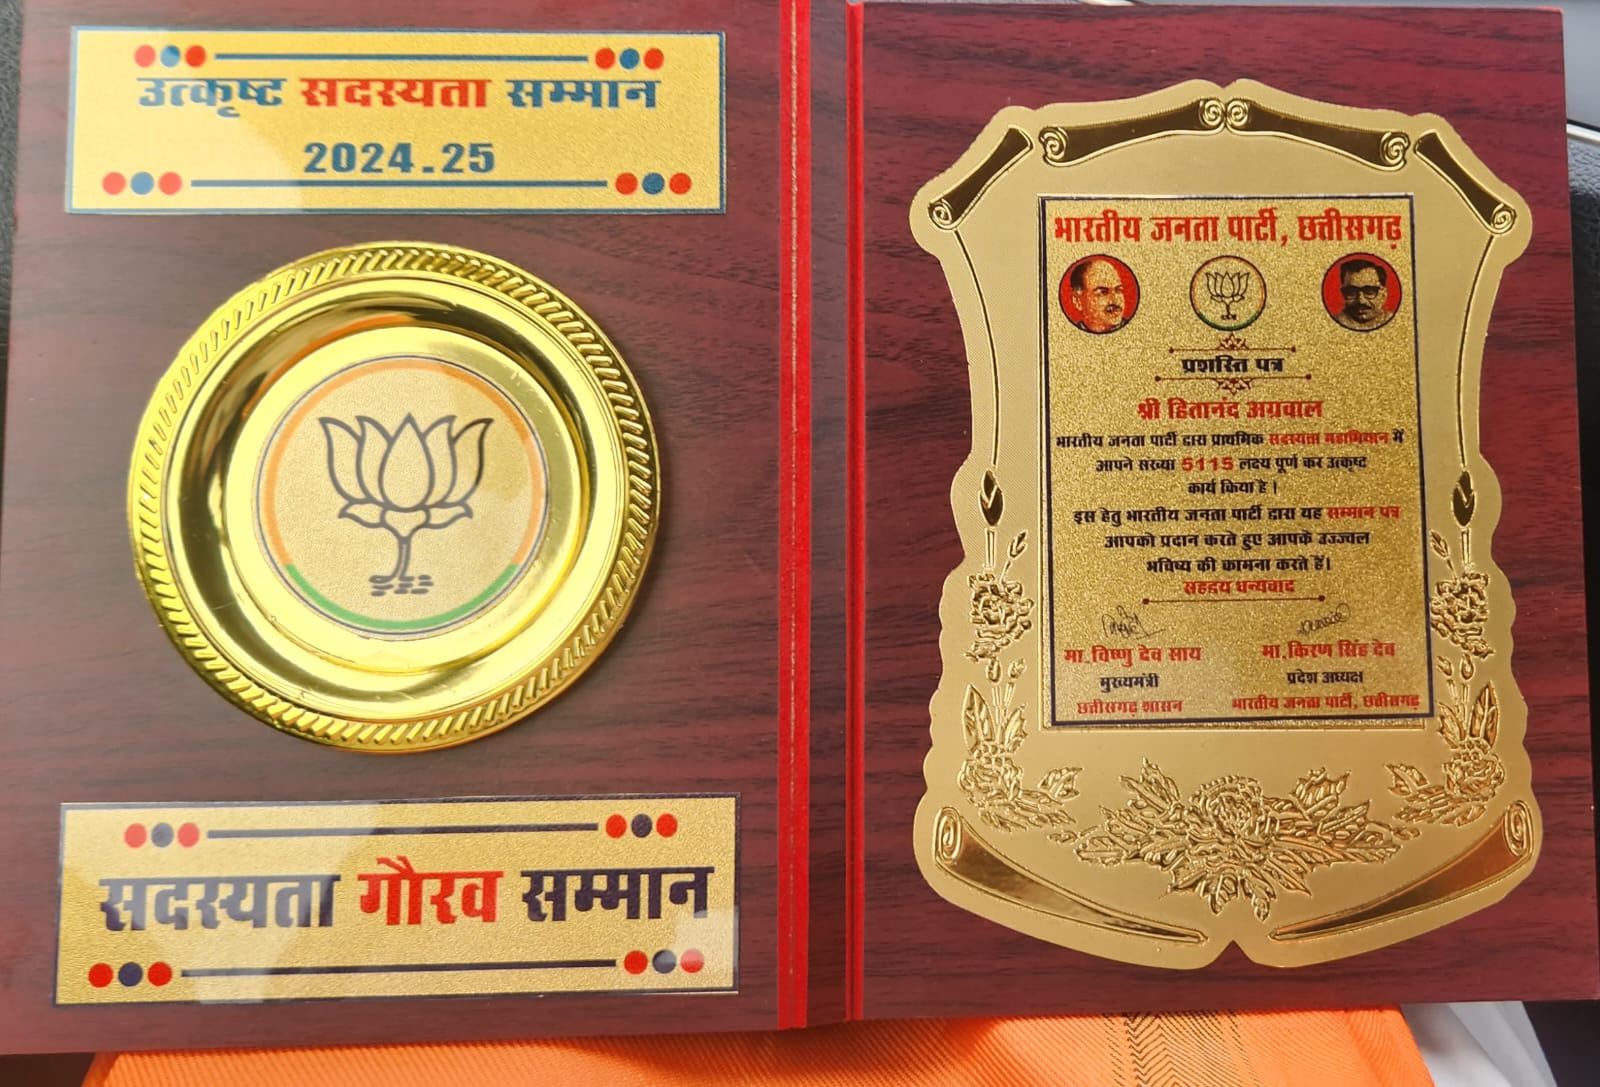 उत्कृष्ट सदस्यता सम्मान
2024.25
सदस्यता गौरव सम्मान
भारतीय जनता पार्टी, छत्तीसगढ़
प्रशस्ति पत्र
श्री हितानंद अग्रवाल
भारतीय जनता पार्टी द्वारा प्राथमिक सदस्यता महाभियान में
आपने संख्या 5115 लक्ष्य पूर्ण कर उत्कृष्ट
कार्य किया है ।
इस हेतु भारतीय जनता पार्टी द्वारा यह सम्मान पत्र
आपको प्रदान करते हुए आपके उज्ज्वल
भविष्य की कामना करते हैं।
सहृदय धन्यवाद
मा. विष्णु देव साय
मुख्यमंत्री
छत्तीसगढ़ शासन
मा. किरण सिंह देव
प्रदेश अध्यक्ष
भारतीय जनता पार्टी, छत्तीसगढ़